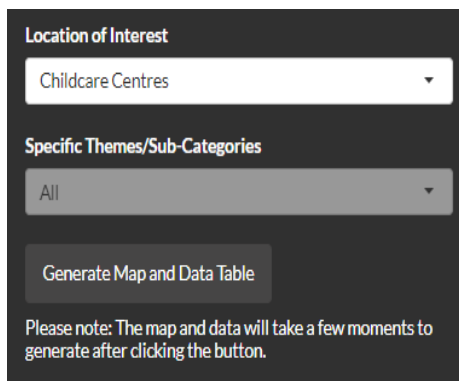 Location of Interest
Childcare Centres
Specific Themes/Sub-Categories
All
Generate Map and Data Table
Please note: The map and data will take a few moments to
generate after clicking the button.